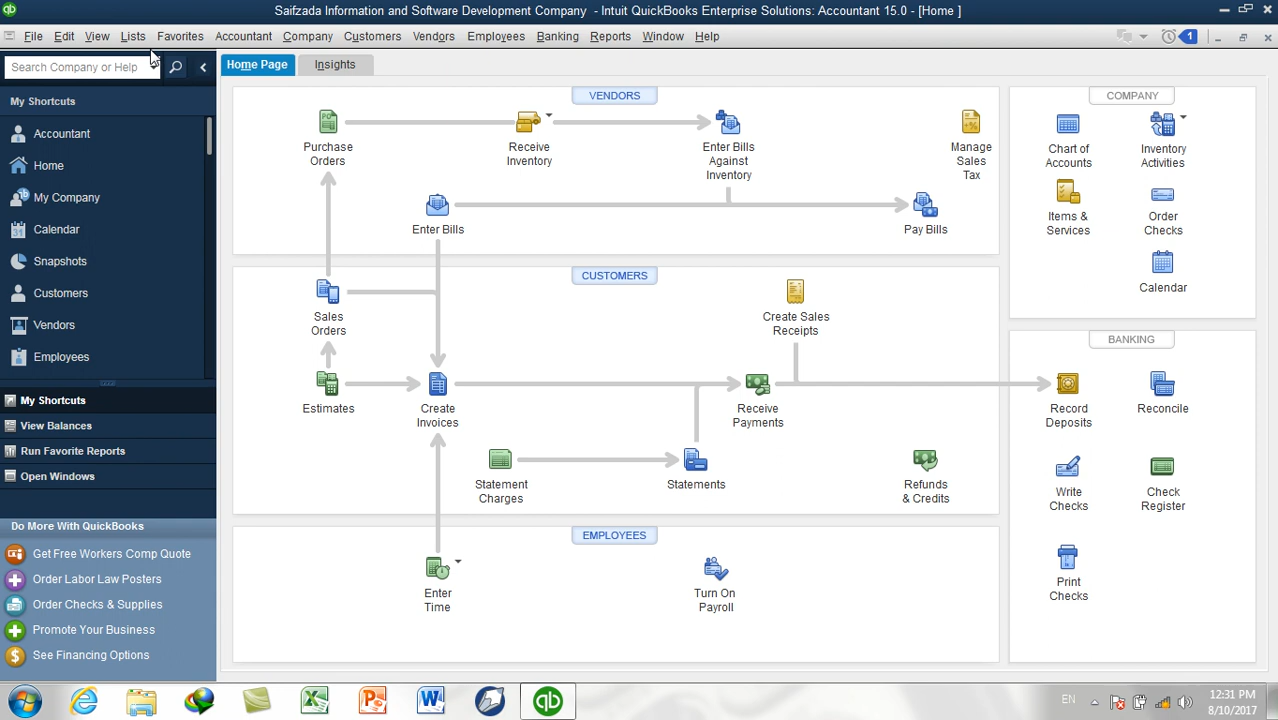 Saifzada Information and Software Development Company - Intuit QuickBooks Enterprise Solutions: Accountant 15.0 - [Home ]
File Edit View Lists Favorites Accountant Company Customers Vendors Employees Banking Reports Window Help
1
Search Company or Help
My Shortcuts
Accountant
Home
My Company
Calendar
31
Snapshots
Customers
Vendors
Employees
My Shortcuts
View Balances
Run Favorite Reports
Open Windows
Do More With QuickBooks
Get Free Workers Comp Quote
Order Labor Law Posters
Order Checks & Supplies
Promote Your Business
See Financing Options
Home Page Insights
VENDORS
Purchase
Orders
Receive
Inventory
Enter Bills
Against
Inventory
Manage
Sales
Tax
Enter Bills
Pay Bills
CUSTOMERS
Sales
Orders
Create Sales
Receipts
Estimates
Create
Invoices
Receive
Payments
Statement
Charges
Statements
Refunds
& Credits
EMPLOYEES
Enter
Time
Turn On
Payroll
COMPANY
Chart of
Accounts
Inventory
Activities
Items &
Services
Order
Checks
Calendar
BANKING
Record
Deposits
Reconcile
Write
Checks
Check
Register
Print
Checks
EN
12:31 PM
8/10/2017